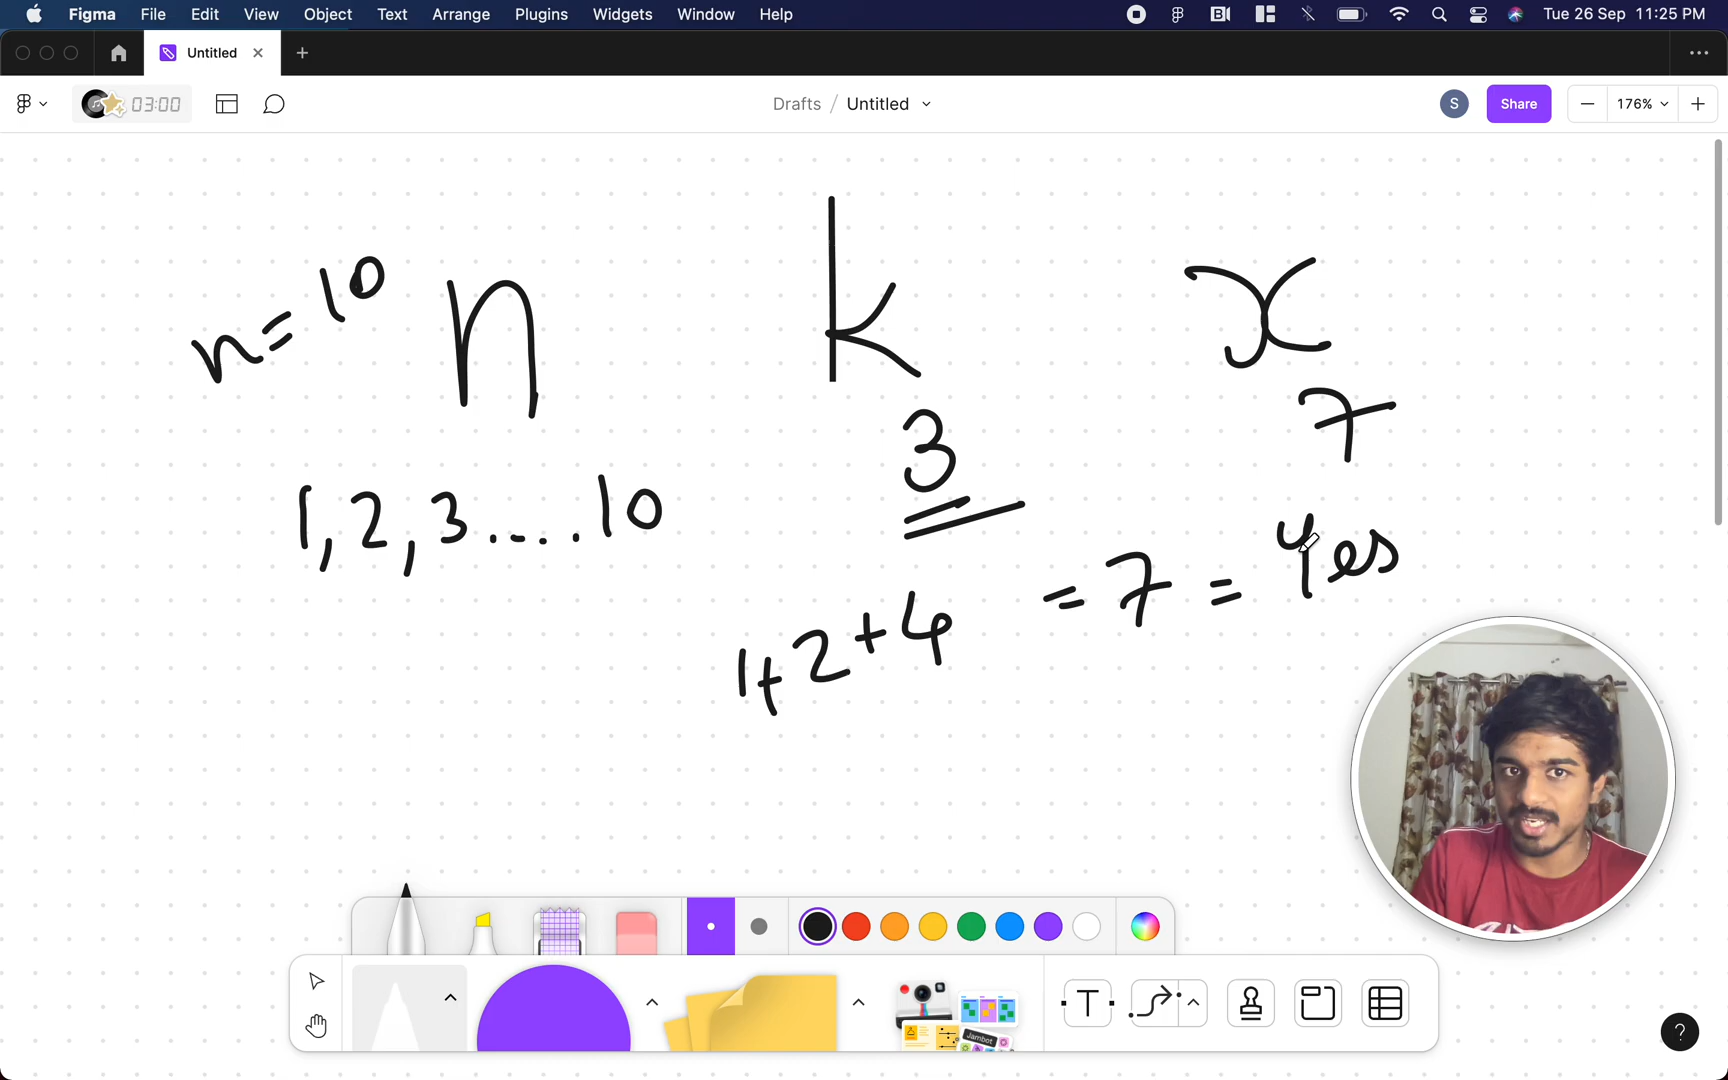 Figma File Edit View Object Text Arrange Plugins Widgets Window Help Tue 26 Sep 11:25 PM
Untitled
03:00 Drafts / Untitled S Share 176%
n=10 n k x
3 7
1,2,3....10
1+2+4 = 7 = Yes
T
Jambot
?